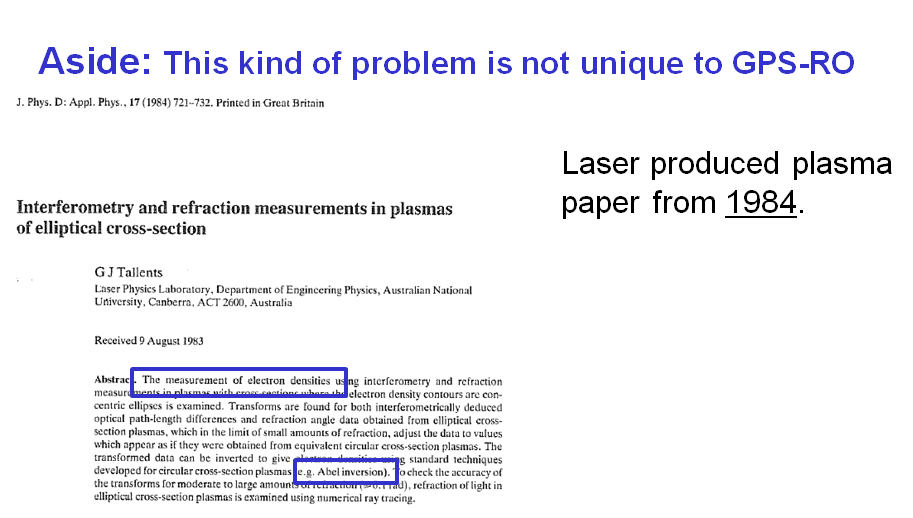 Aside: This kind of problem is not unique to GPS-RO
J. Phys. D: Appl. Phys., 17 (1984) 721–732. Printed in Great Britain
Laser produced plasma
paper from 1984.
Interferometry and refraction measurements in plasmas
of elliptical cross-section
G J Tallents
Laser Physics Laboratory, Department of Engineering Physics, Australian National
University, Canberra, ACT 2600, Australia
Received 9 August 1983
Abstract. The measurement of electron densities using interferometry and refraction
measurements in plasmas with cross-sections where the electron density contours are con-
centric ellipses is examined. Transforms are found for both interferometrically deduced
optical path-length differences and refraction angle data obtained from elliptical cross-
section plasmas, which in the limit of small amounts of refraction, adjust the data to values
which appear as if they were obtained from equivalent circular cross-section plasmas. The
transformed data can be inverted to give electron densities using standard techniques
developed for circular cross-section plasmas (e.g. Abel inversion). To check the accuracy of
the transforms for moderate to large amounts of refraction rad), refraction of light in
elliptical cross-section plasmas is examined using numerical ray tracing.